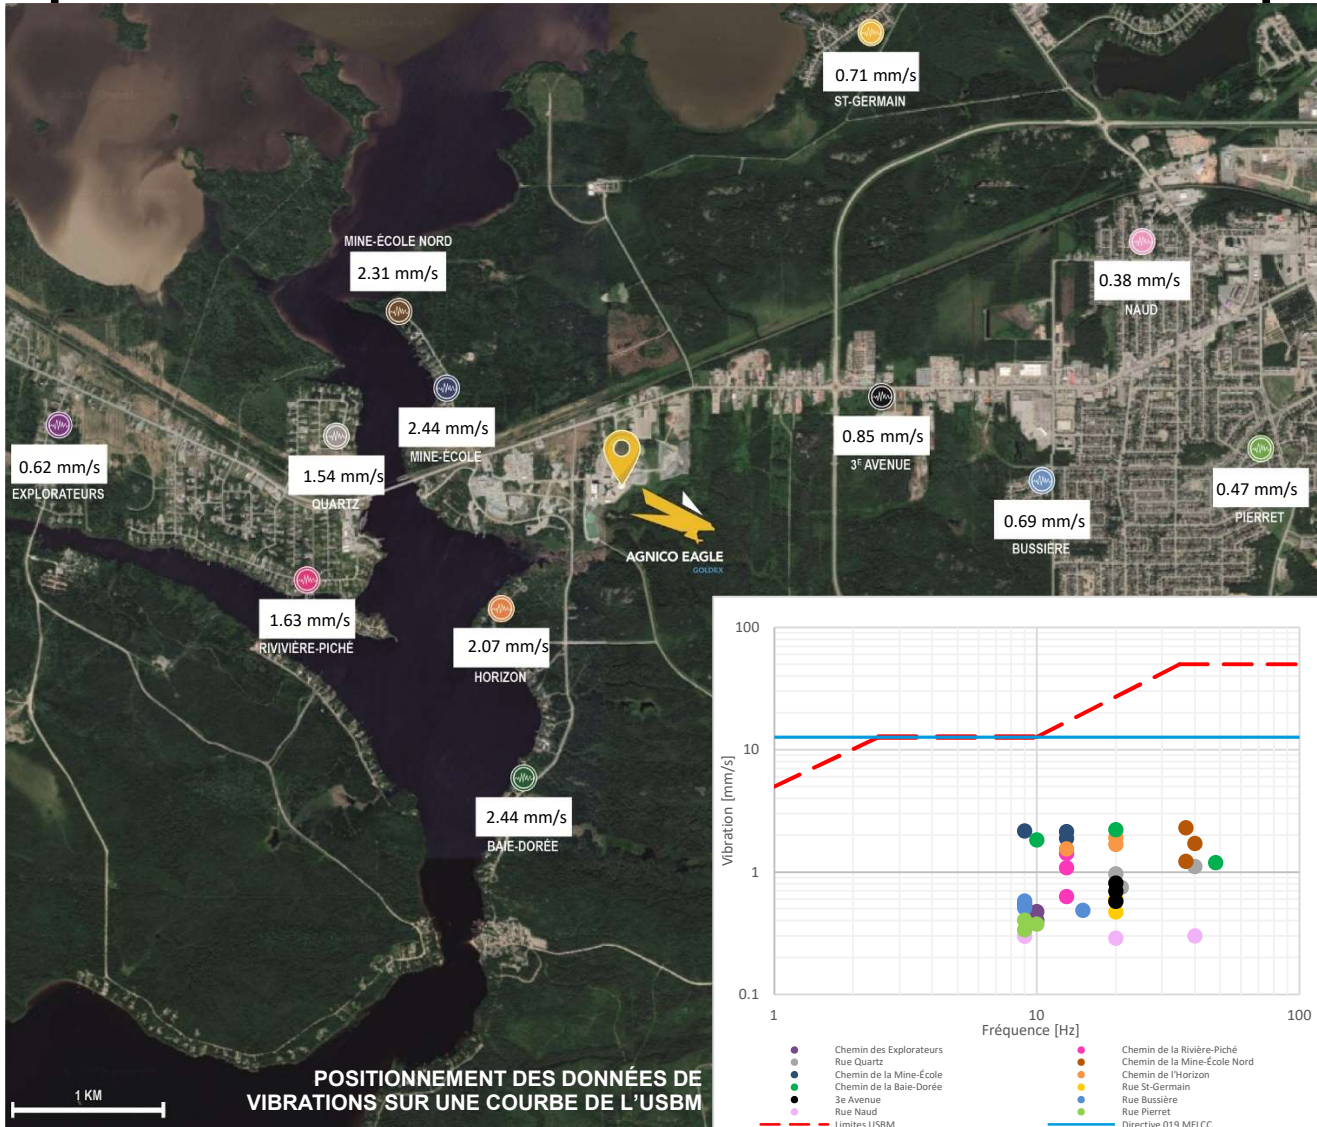 0.71 mm/s
ST-GERMAIN
MINE-ÉCOLE NORD
2.31 mm/s
0.38 mm/s
NAUD
2.44 mm/s
MINE-ÉCOLE
0.62 mm/s
EXPLORATEURS
1.54 mm/s
QUARTZ
0.85 mm/s
3E AVENUE
0.47 mm/s
PIERRET
0.69 mm/s
BUSSIERE
AGNICO EAGLE
GOLDEX
1.63 mm/s
RIVIVIÈRE-PICHÉ
2.07 mm/s
HORIZON
2.44 mm/s
BAIE-DORÉE
100
10
1
0.1
Vibration [mm/s]
1
10
100
Fréquence [Hz]
Chemin des Explorateurs
Chemin de la Rivière-Piché
Rue Quartz
Chemin de la Mine-École Nord
Chemin de la Mine-École
Chemin de l'Horizon
Chemin de la Baie-Dorée
Rue St-Germain
3e Avenue
Rue Bussière
Rue Naud
Rue Pierret
Limites USBM
Directive 019 MELCC
POSITIONNEMENT DES DONNÉES DE
VIBRATIONS SUR UNE COURBE DE L'USBM
1 KM